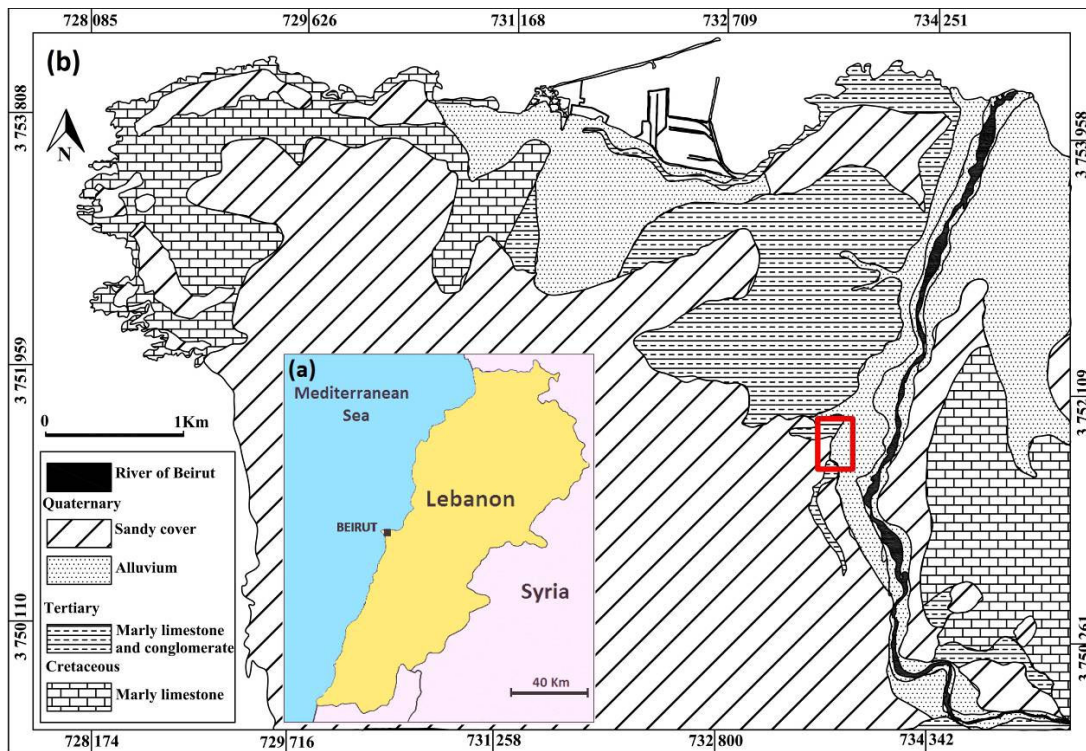 728 085
729 626
731 168
732 709
734 251
(b)
3 753 808
N
3 753 958
3 751 959
3 752 109
0
1Km
River of Beirut
Quaternary
Sandy cover
Alluvium
Tertiary
Marly limestone
and conglomerate
Cretaceous
Marly limestone
(a)
Mediterranean
Sea
Lebanon
BEIRUT
Syria
40 Km
3 750 110
3 750 261
728 174
729 716
731 258
732 800
734 342